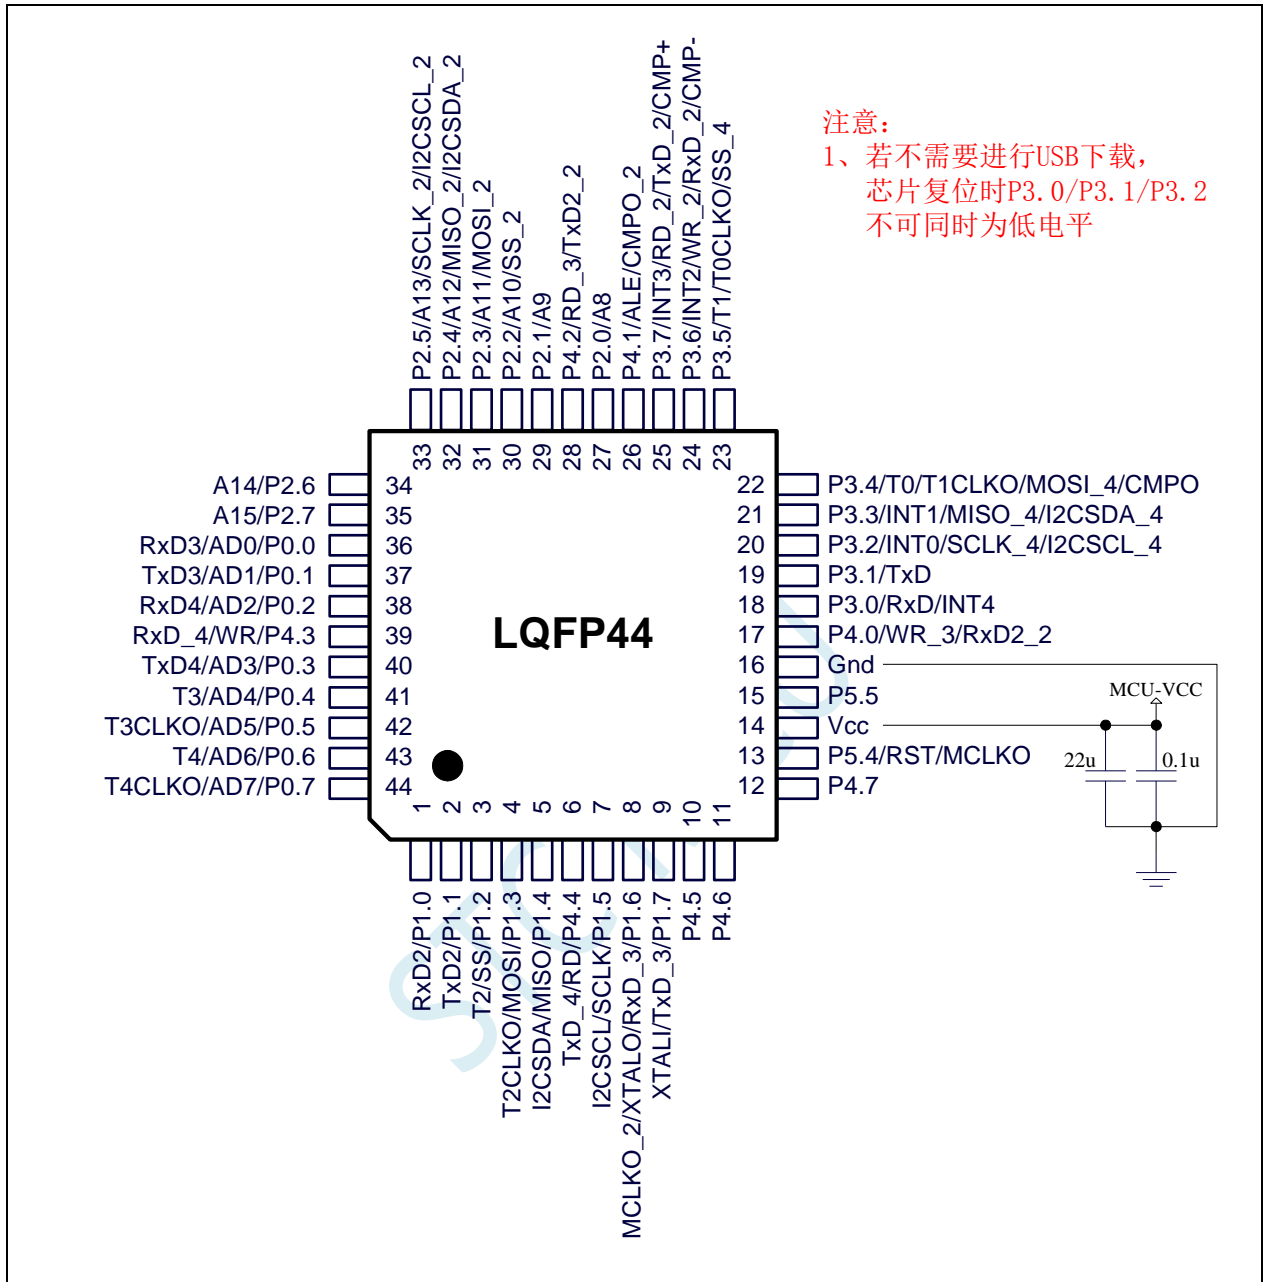 P2.5/A13/SCLK_2/I2CSCL_2
P2.4/A12/MISO_2/I2CSDA_2
P2.3/A11/MOSI_2
P2.2/A10/SS_2
P2.1/A9
P4.2/RD_3/TxD2_2
P2.0/A8
P4.1/ALE/CMPO_2
P3.7/INT3/RD_2/TxD_2/CMP+
P3.6/INT2/WR_2/RxD_2/CMP-
P3.5/T1/T0CLKO/SS_4
注意：
1、若不需要进行USB下载，
芯片复位时P3.0/P3.1/P3.2
不可同时为低电平
33
32
31
30
29
28
27
26
25
24
23
A14/P2.6 34
A15/P2.7 35
RxD3/AD0/P0.0 36
TxD3/AD1/P0.1 37
RxD4/AD2/P0.2 38
RxD_4/WR/P4.3 39
TxD4/AD3/P0.3 40
T3/AD4/P0.4 41
T3CLKO/AD5/P0.5 42
T4/AD6/P0.6 43
T4CLKO/AD7/P0.7 44
LQFP44
22 P3.4/T0/T1CLKO/MOSI_4/CMPO
21 P3.3/INT1/MISO_4/I2CSDA_4
20 P3.2/INT0/SCLK_4/I2CSCL_4
19 P3.1/TxD
18 P3.0/RxD/INT4
17 P4.0/WR_3/RxD2_2
16 Gnd
15 P5.5
14 Vcc
13 P5.4/RST/MCLKO
12 P4.7
MCU-VCC
22u
0.1u
1
2
3
4
5
6
7
8
9
10
11
RxD2/P1.0
TxD2/P1.1
T2/SS/P1.2
T2CLKO/MOSI/P1.3
I2CSDA/MISO/P1.4
TxD_4/RD/P4.4
I2CSCL/SCLK/P1.5
MCLKO_2/XTALO/RxD_3/P1.6
XTALI/TxD_3/P1.7
P4.5
P4.6